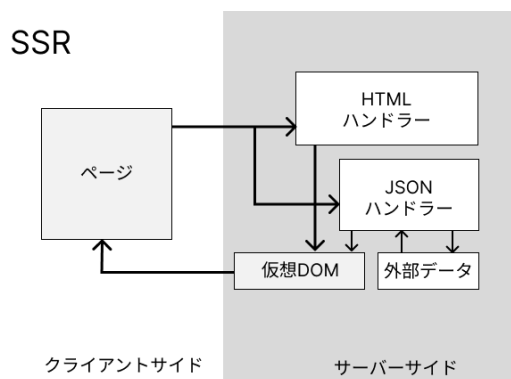 SSR
HTML
ハンドラー
ページ
JSON
ハンドラー
仮想DOM
外部データ
クライアントサイド
サーバーサイド